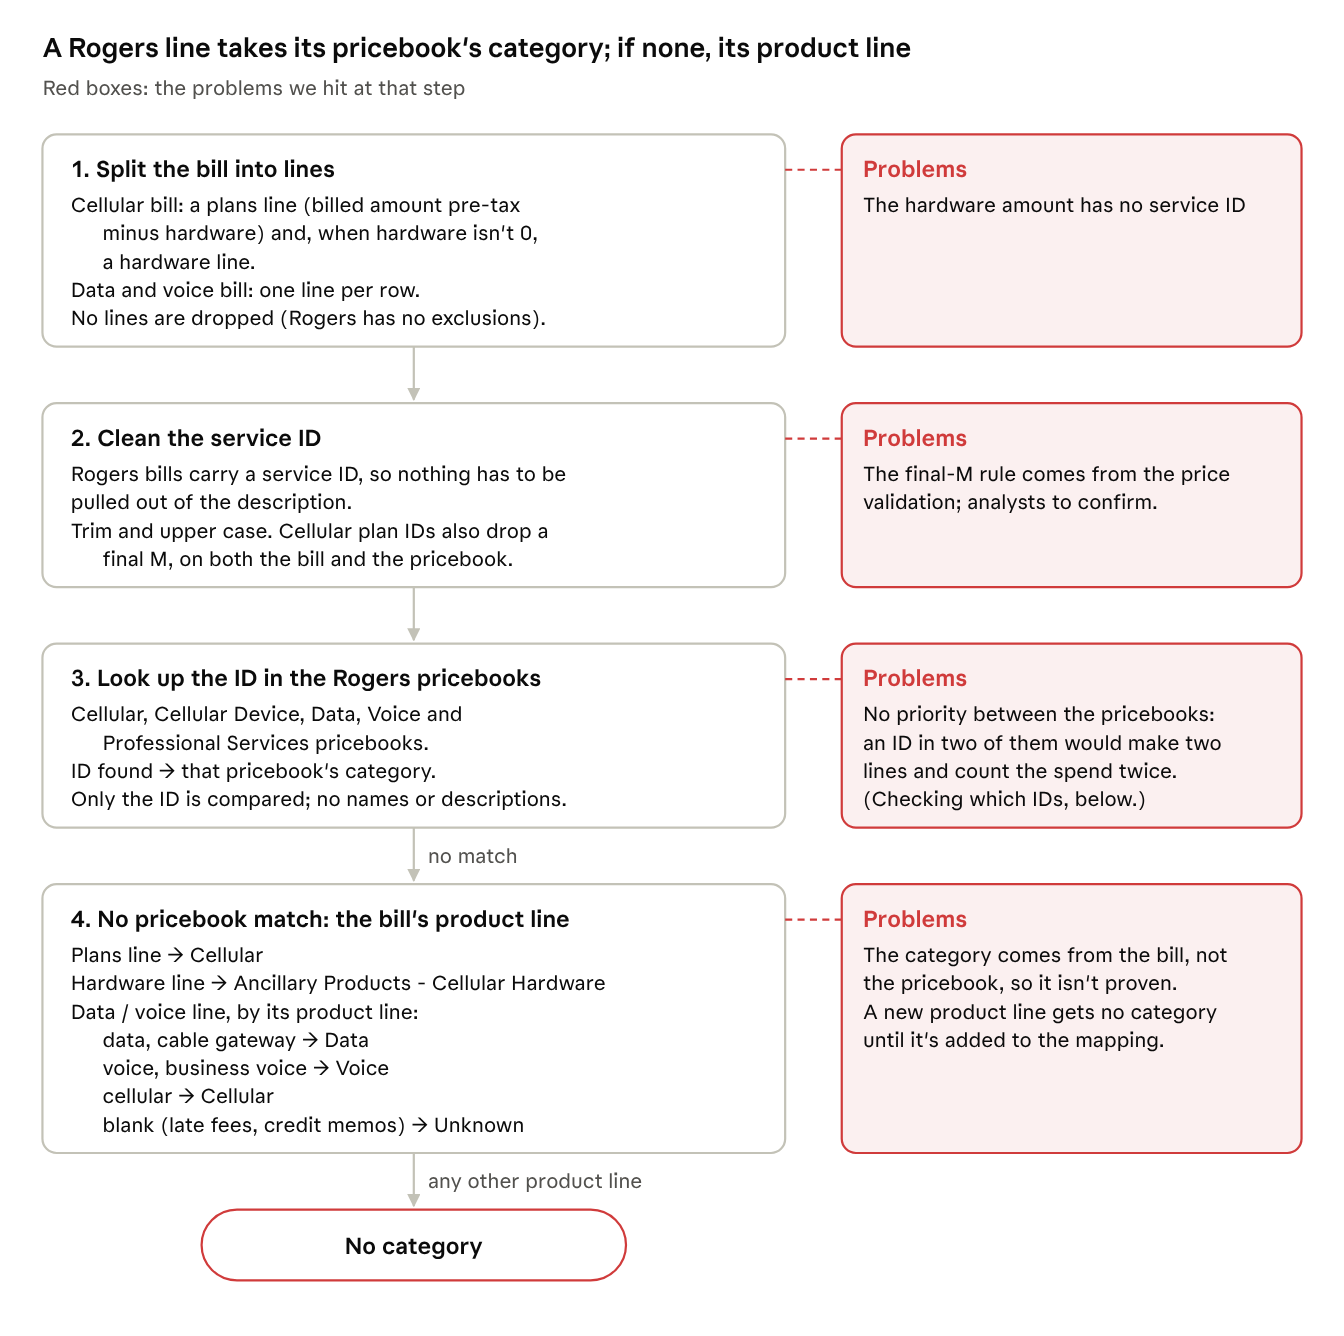 A Rogers line takes its pricebook's category; if none, its product line
Red boxes: the problems we hit at that step
1. Split the bill into lines
Cellular bill: a plans line (billed amount pre-tax
minus hardware) and, when hardware isn't 0,
a hardware line.
Data and voice bill: one line per row.
No lines are dropped (Rogers has no exclusions).
Problems
The hardware amount has no service ID
2. Clean the service ID
Rogers bills carry a service ID, so nothing has to be
pulled out of the description.
Trim and upper case. Cellular plan IDs also drop a
final M, on both the bill and the pricebook.
Problems
The final-M rule comes from the price
validation; analysts to confirm.
3. Look up the ID in the Rogers pricebooks
Cellular, Cellular Device, Data, Voice and
Professional Services pricebooks.
ID found → that pricebook's category.
Only the ID is compared; no names or descriptions.
Problems
No priority between the pricebooks:
an ID in two of them would make two
lines and count the spend twice.
(Checking which IDs, below.)
no match
4. No pricebook match: the bill's product line
Plans line → Cellular
Hardware line → Ancillary Products - Cellular Hardware
Data / voice line, by its product line:
data, cable gateway → Data
voice, business voice → Voice
cellular → Cellular
blank (late fees, credit memos) → Unknown
Problems
The category comes from the bill, not
the pricebook, so it isn't proven.
A new product line gets no category
until it's added to the mapping.
any other product line
No category